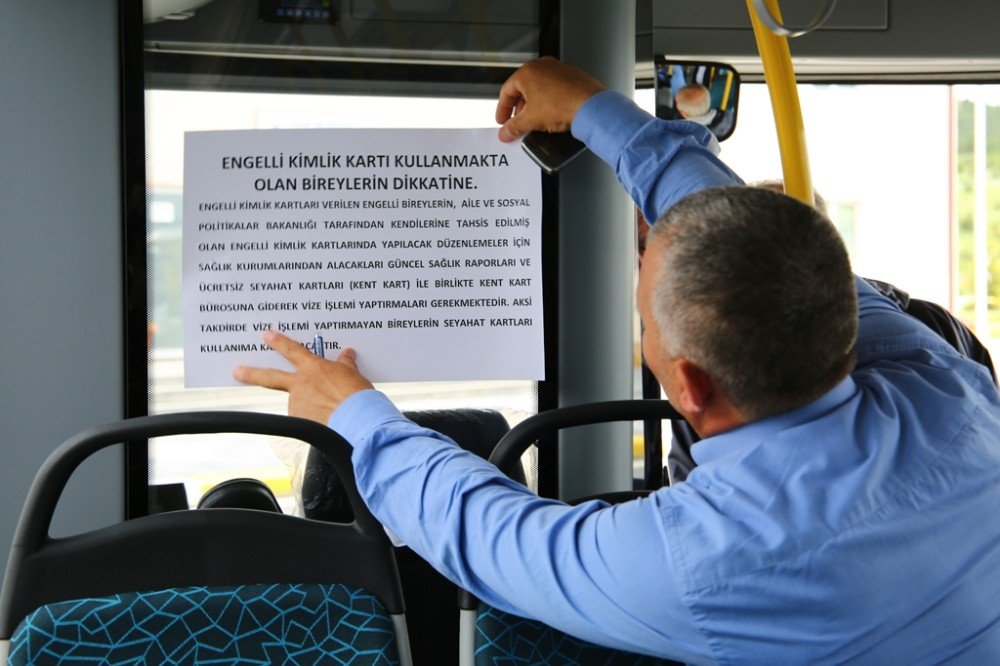 ENGELLİ KİMLİK KARTI KULLANMAKTA
OLAN BİREYLERİN DİKKATİNE.
ENGELLİ KİMLİK KARTLARI VERİLEN ENGELLİ BİREYLERİN, AİLE VE SOSYAL
POLİTİKALAR BAKANLIĞI TARAFINDAN KENDİLERİNE TAHSİS EDİLMİŞ
OLAN ENGELLİ KİMLİK KARTLARINDA YAPILACAK DÜZENLEMELER İÇİN
SAĞLIK KURUMLARINDAN ALACAKLARI GÜNCEL SAĞLIK RAPORLARI VE
ÜCRETSİZ SEYAHAT KARTLARI (KENT KART) İLE BİRLİKTE KENT KART
BÜROSUNA GİDEREK VİZE İŞLEMİ YAPTIRMALARI GEREKMEKTEDİR. AKSİ
TAKDİRDE VİZE İŞLEMİ YAPTIRMAYAN BİREYLERİN SEYAHAT KARTLARI
KULLANIMA